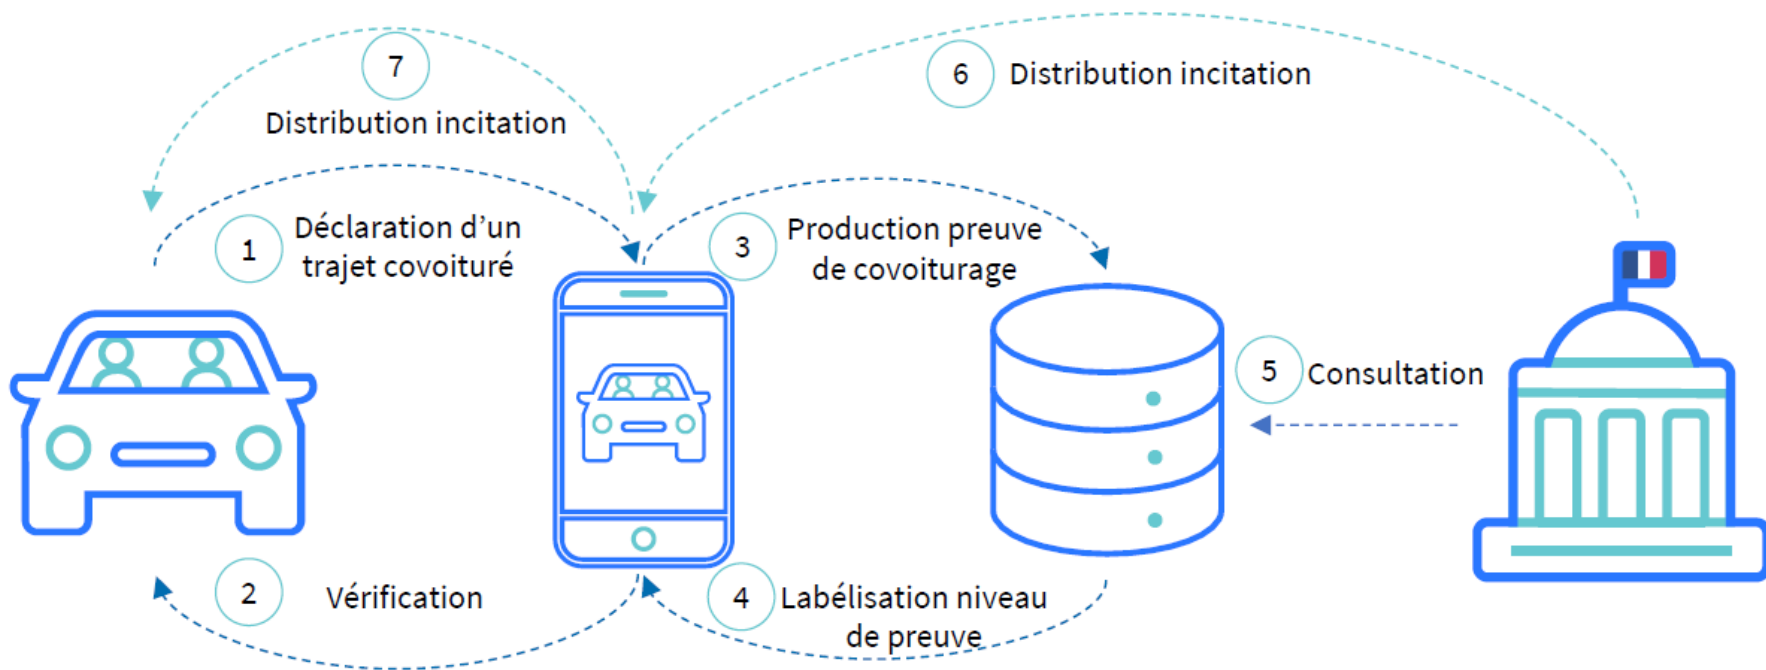 7
Distribution incitation
6
Distribution incitation
1
Déclaration d'un
trajet covoituré
3
Production preuve
de covoiturage
5
Consultation
2
Vérification
4
Labélisation niveau
de preuve